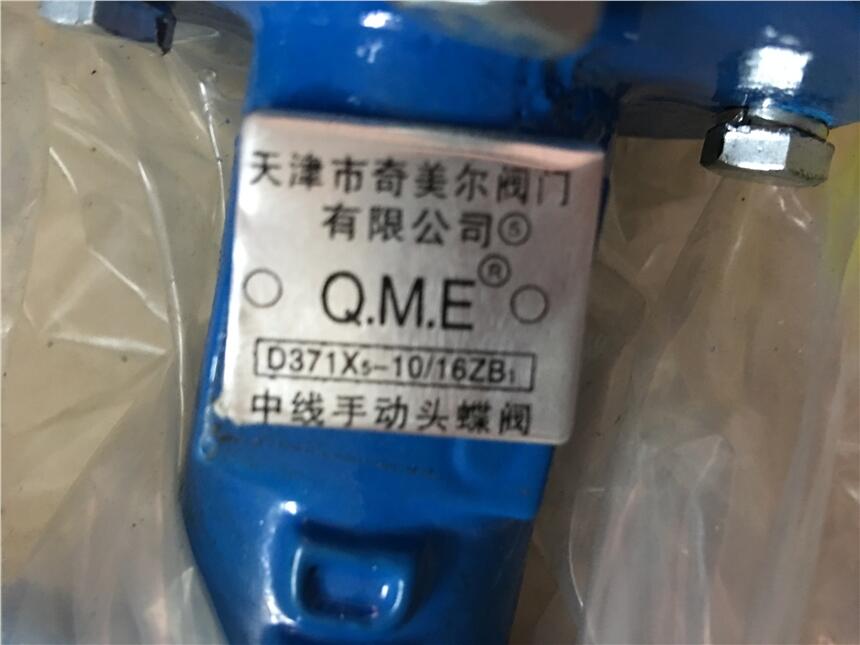 天津市奇美尔阀门
有限公司⑤
Q.M.E®
D371X₅-10/16ZB₁
中线手动头蝶阀